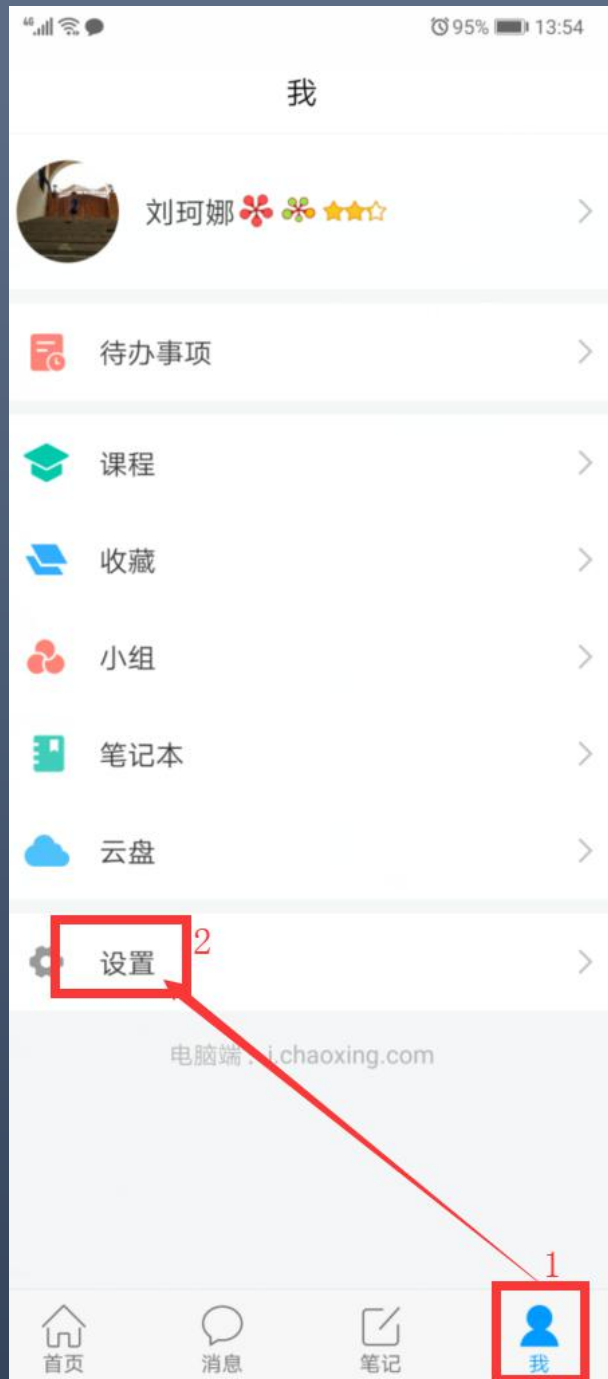 4G 95% 13:54
我
刘珂娜
待办事项
课程
收藏
小组
笔记本
云盘
设置 2
电脑端：i.chaoxing.com
1
首页 消息 笔记 我